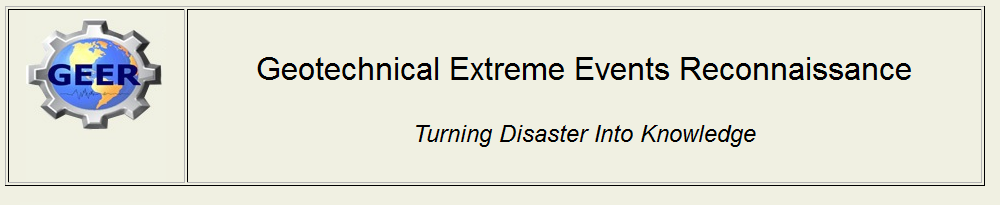 GEER
Geotechnical Extreme Events Reconnaissance
Turning Disaster Into Knowledge